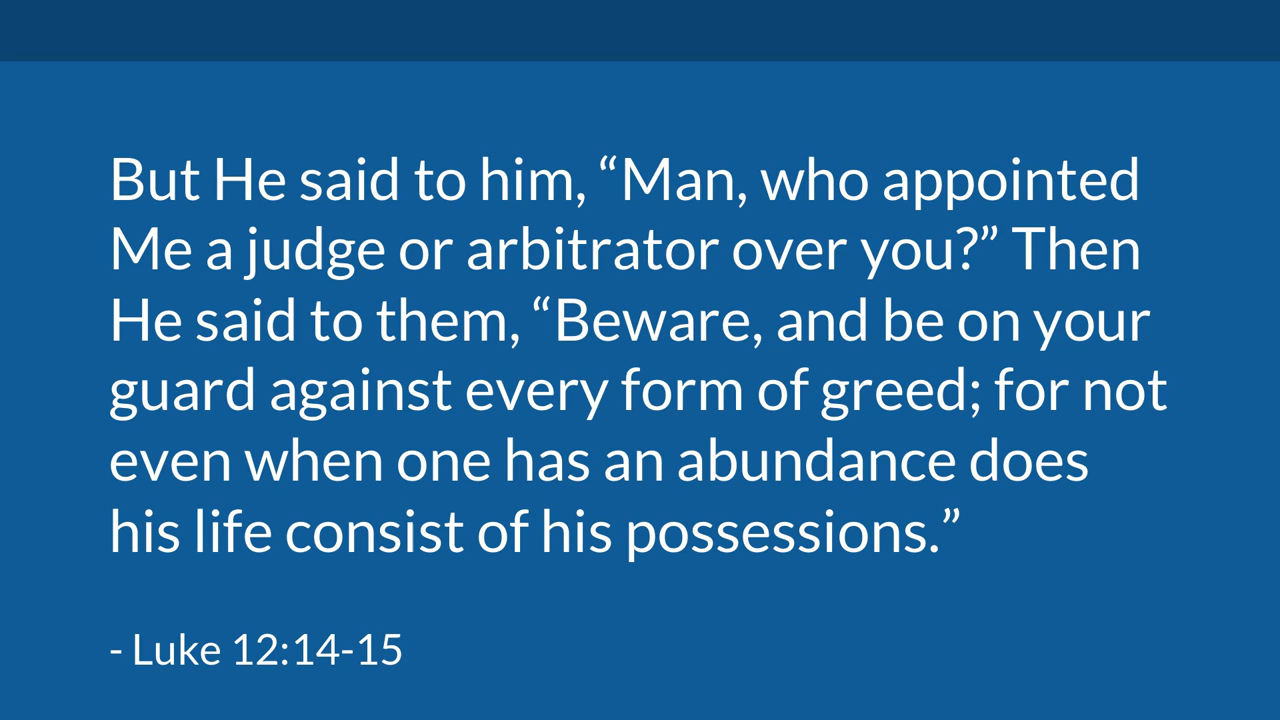 But He said to him, “Man, who appointed
Me a judge or arbitrator over you?” Then
He said to them, “Beware, and be on your
guard against every form of greed; for not
even when one has an abundance does
his life consist of his possessions.”
- Luke 12:14-15